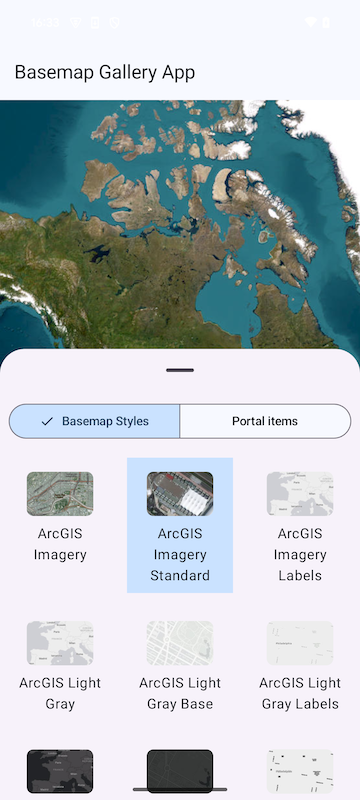 Basemap Gallery App
Basemap Styles
Portal items
ArcGIS
Imagery
ArcGIS
Imagery
Standard
ArcGIS
Imagery
Labels
ArcGIS Light
Gray
ArcGIS Light
Gray Base
ArcGIS Light
Gray Labels